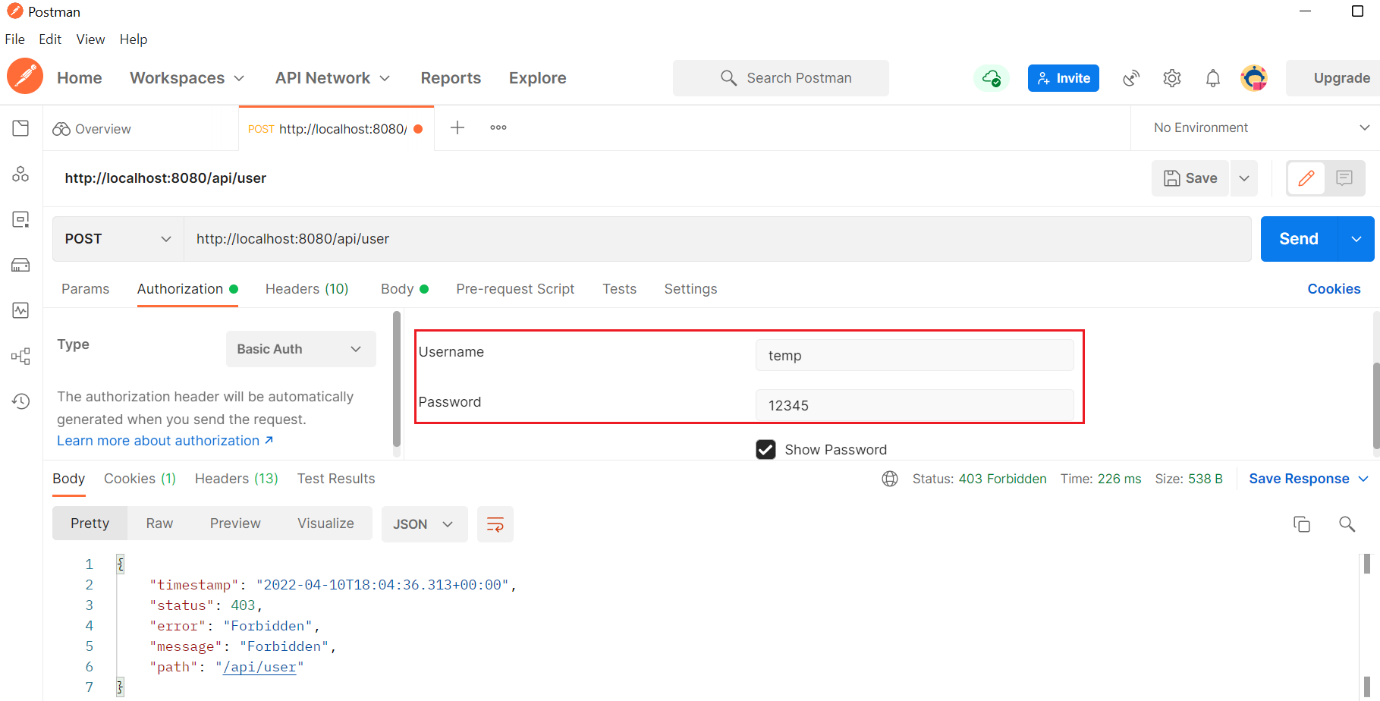 Postman
File Edit View Help
Home Workspaces API Network Reports Explore Search Postman Invite Upgrade
Overview POST http://localhost:8080/ No Environment
http://localhost:8080/api/user Save
POST http://localhost:8080/api/user Send
Params Authorization Headers (10) Body Pre-request Script Tests Settings Cookies
Type Basic Auth
The authorization header will be automatically
generated when you send the request.
Learn more about authorization ↗
Username temp
Password 12345
Show Password
Body Cookies (1) Headers (13) Test Results Status: 403 Forbidden Time: 226 ms Size: 538 B Save Response
Pretty Raw Preview Visualize JSON
1 {
2 "timestamp": "2022-04-10T18:04:36.313+00:00",
3 "status": 403,
4 "error": "Forbidden",
5 "message": "Forbidden",
6 "path": "/api/user"
7 }